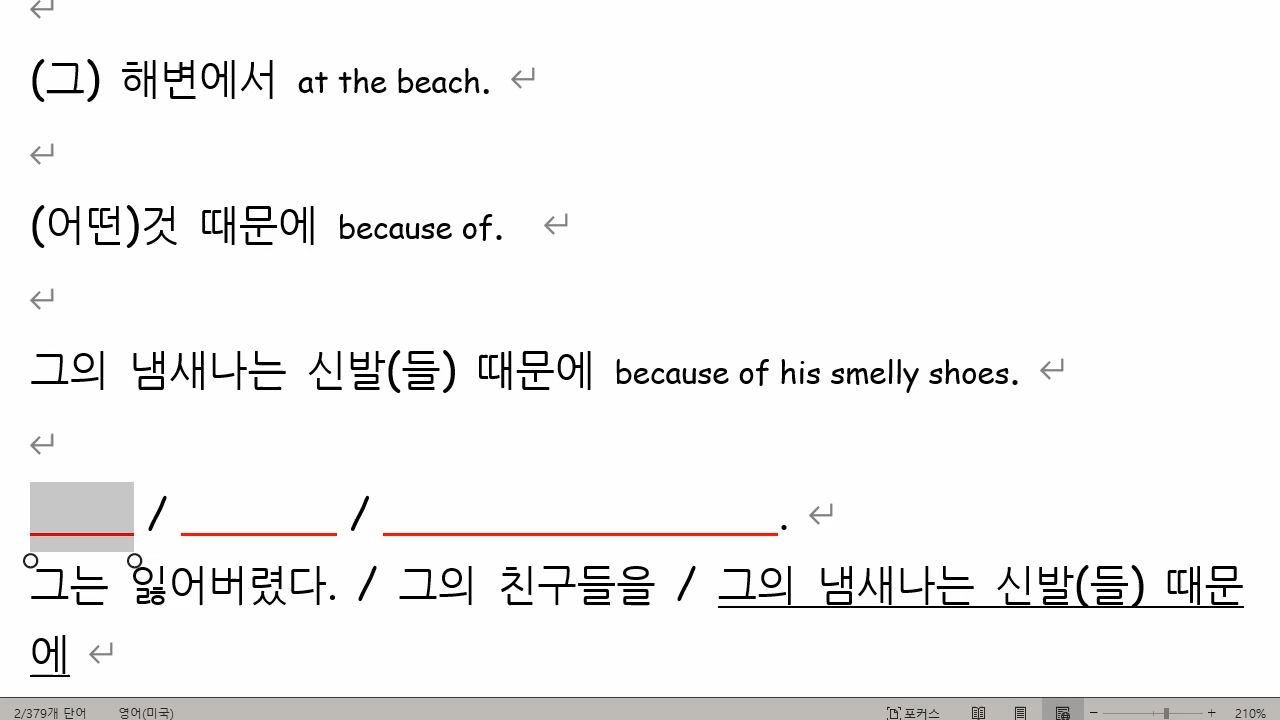 (그) 해변에서 at the beach.
(어떤)것 때문에 because of.
그의 냄새나는 신발(들) 때문에 because of his smelly shoes.
/ / .
그는 잃어버렸다. / 그의 친구들을 / 그의 냄새나는 신발(들) 때문
에
2/379개 단어 영어(미국) 포커스 210%